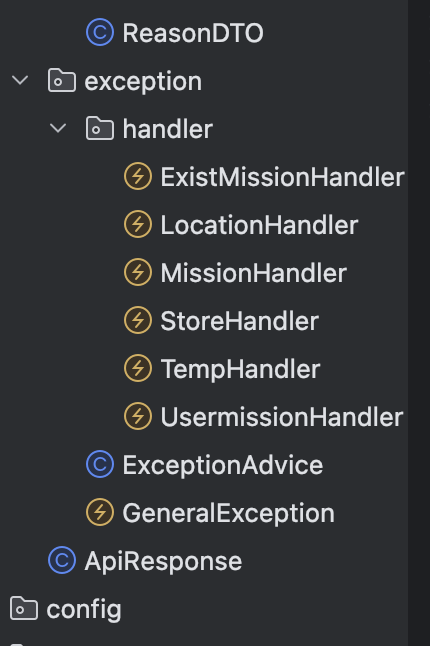 ReasonDTO
exception
handler
ExistMissionHandler
LocationHandler
MissionHandler
StoreHandler
TempHandler
UsermissionHandler
ExceptionAdvice
GeneralException
ApiResponse
config